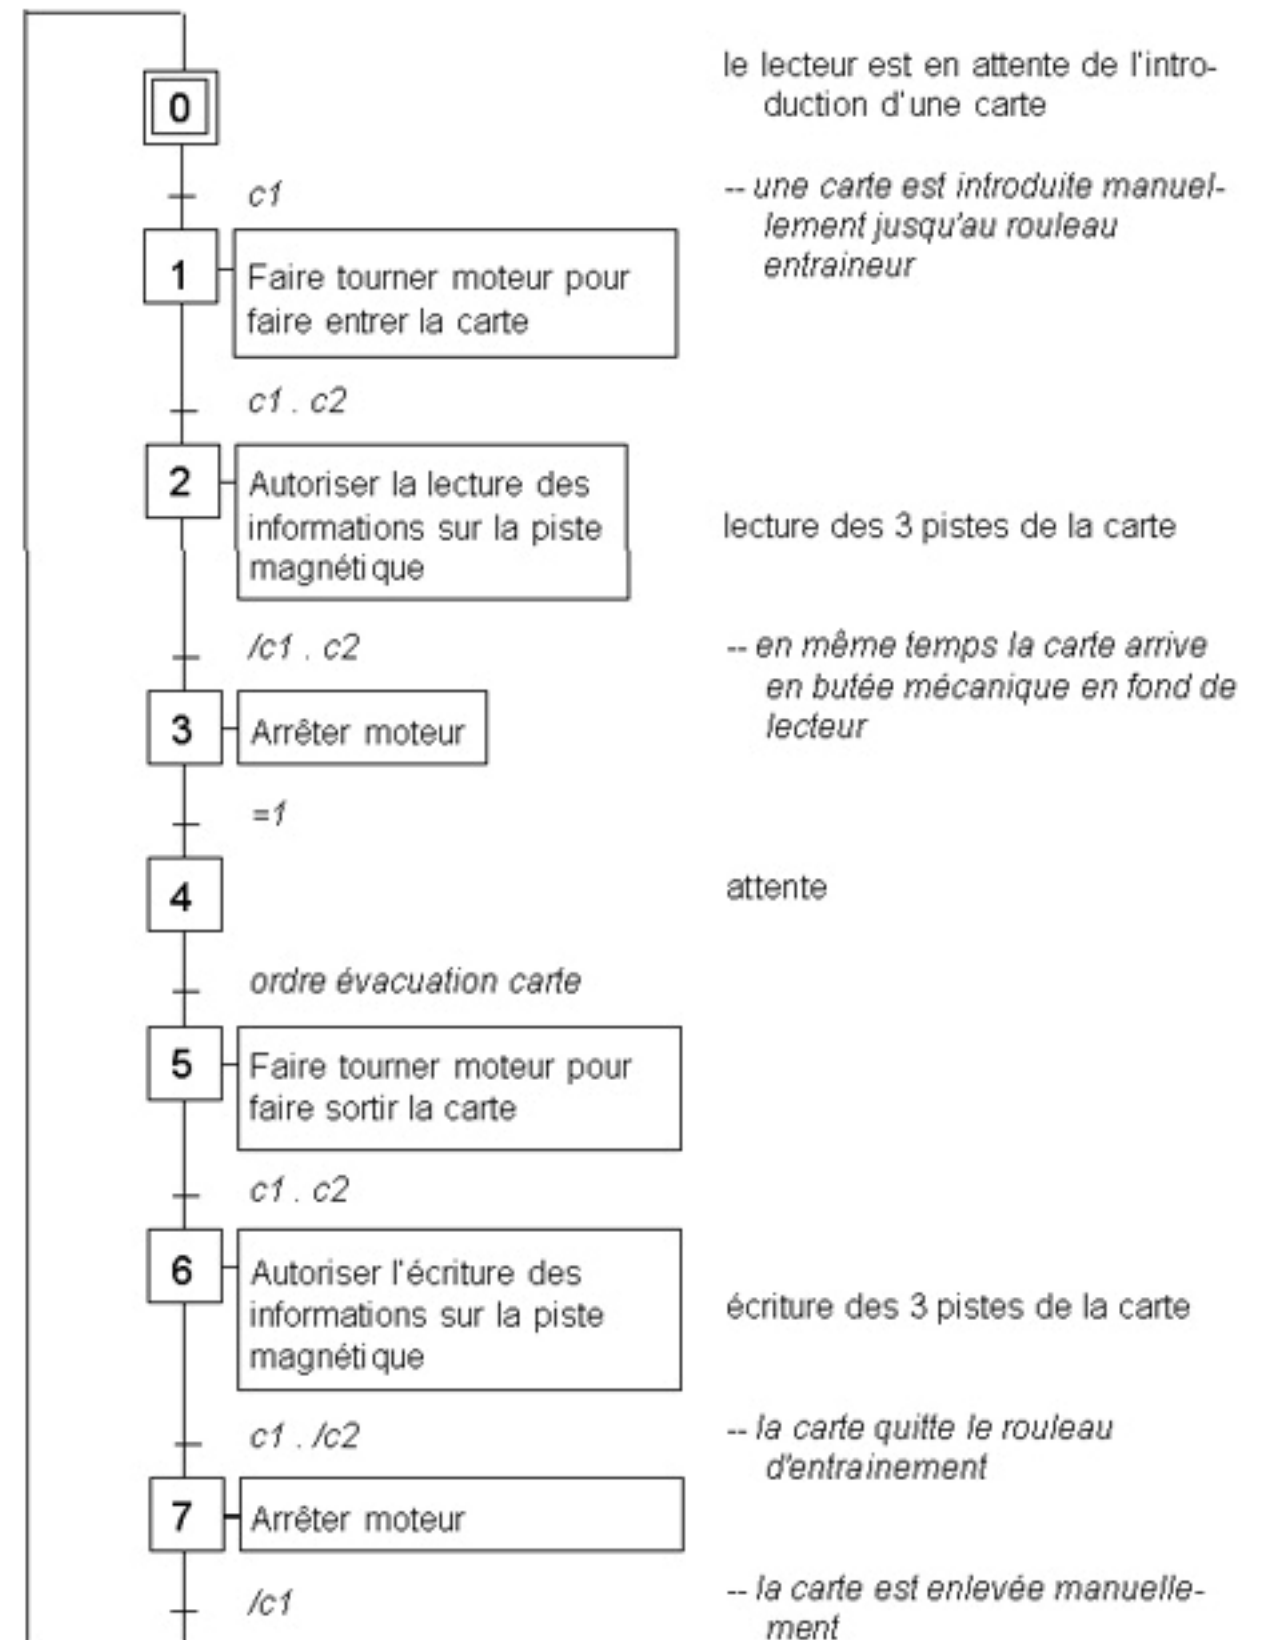 le lecteur est en attente de l'intro-
duction d'une carte
0
c1
-- une carte est introduite manuel-
lement jusqu'au rouleau
entraineur
1
Faire tourner moteur pour
faire entrer la carte
c1 . c2
2
Autoriser la lecture des
informations sur la piste
magnétique
lecture des 3 pistes de la carte
/c1 . c2
-- en même temps la carte arrive
en butée mécanique en fond de
lecteur
3
Arrêter moteur
=1
4
attente
ordre évacuation carte
5
Faire tourner moteur pour
faire sortir la carte
c1 . c2
6
Autoriser l'écriture des
informations sur la piste
magnétique
écriture des 3 pistes de la carte
c1 . /c2
-- la carte quitte le rouleau
d'entrainement
7
Arrêter moteur
/c1
-- la carte est enlevée manuelle-
ment